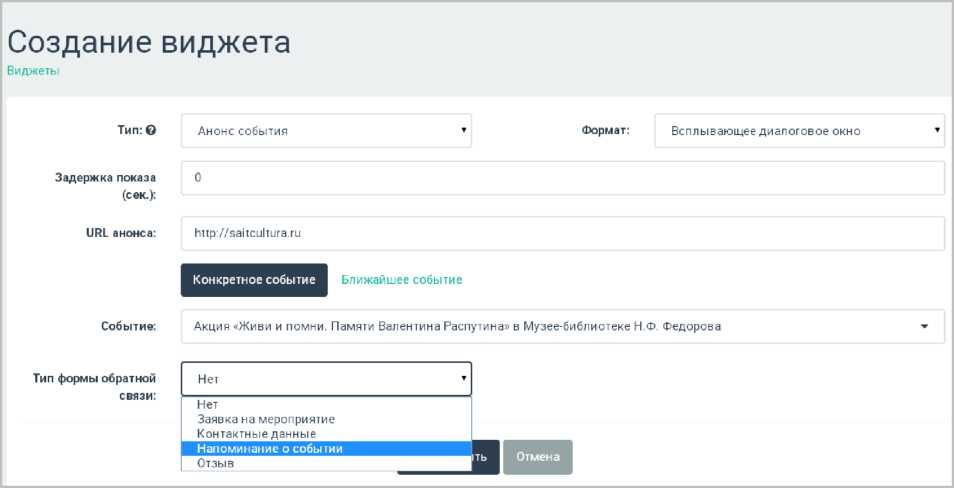 Создание виджета
Виджеты
Тип: Анонс события Формат: Всплывающее диалоговое окно
Задержка показа (сек.): 0
URL анонса: http://saitcultura.ru
Конкретное событие Ближайшее событие
Событие: Акция «Живи и помни. Памяти Валентина Распутина» в Музее-библиотеке Н.Ф. Федорова
Тип формы обратной связи: Нет
Нет
Заявка на мероприятие
Контактные данные
Напоминание о событии
Отзыв
Отмена